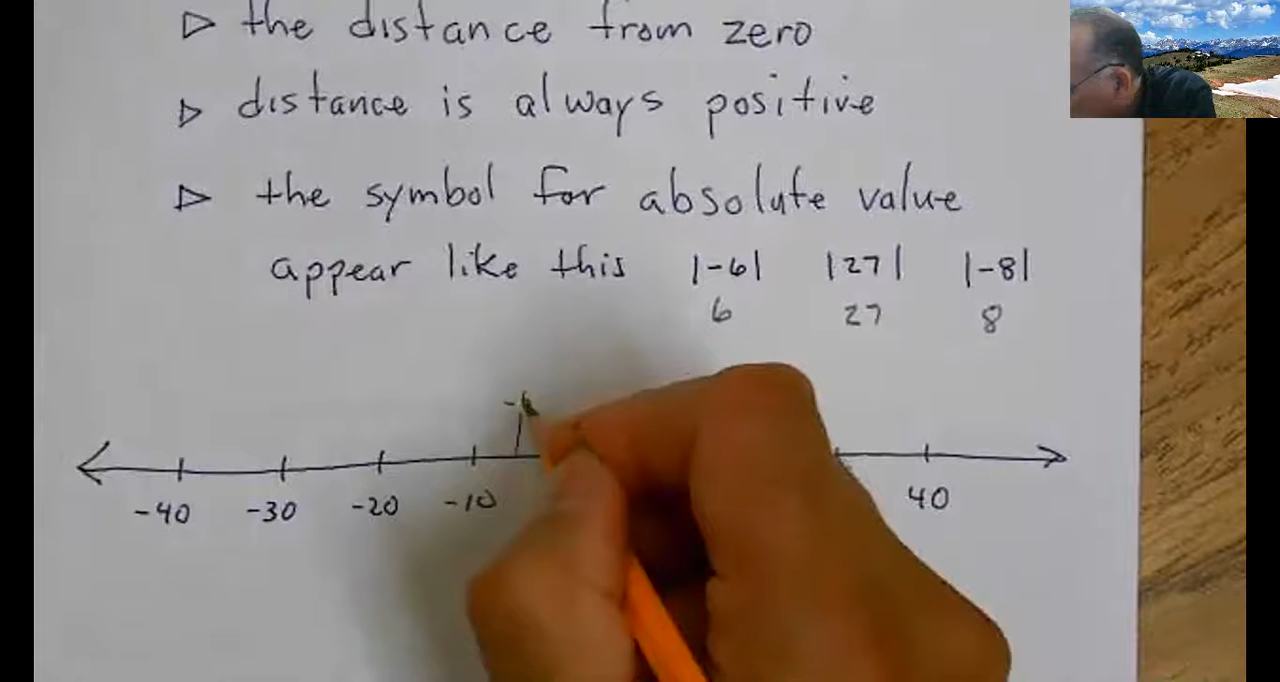 ▷ the distance from zero
▷ distance is always positive
▷ the symbol for absolute value
appear like this |-6| |27| |-8|
6 27 8
-40 -30 -20 -10 40